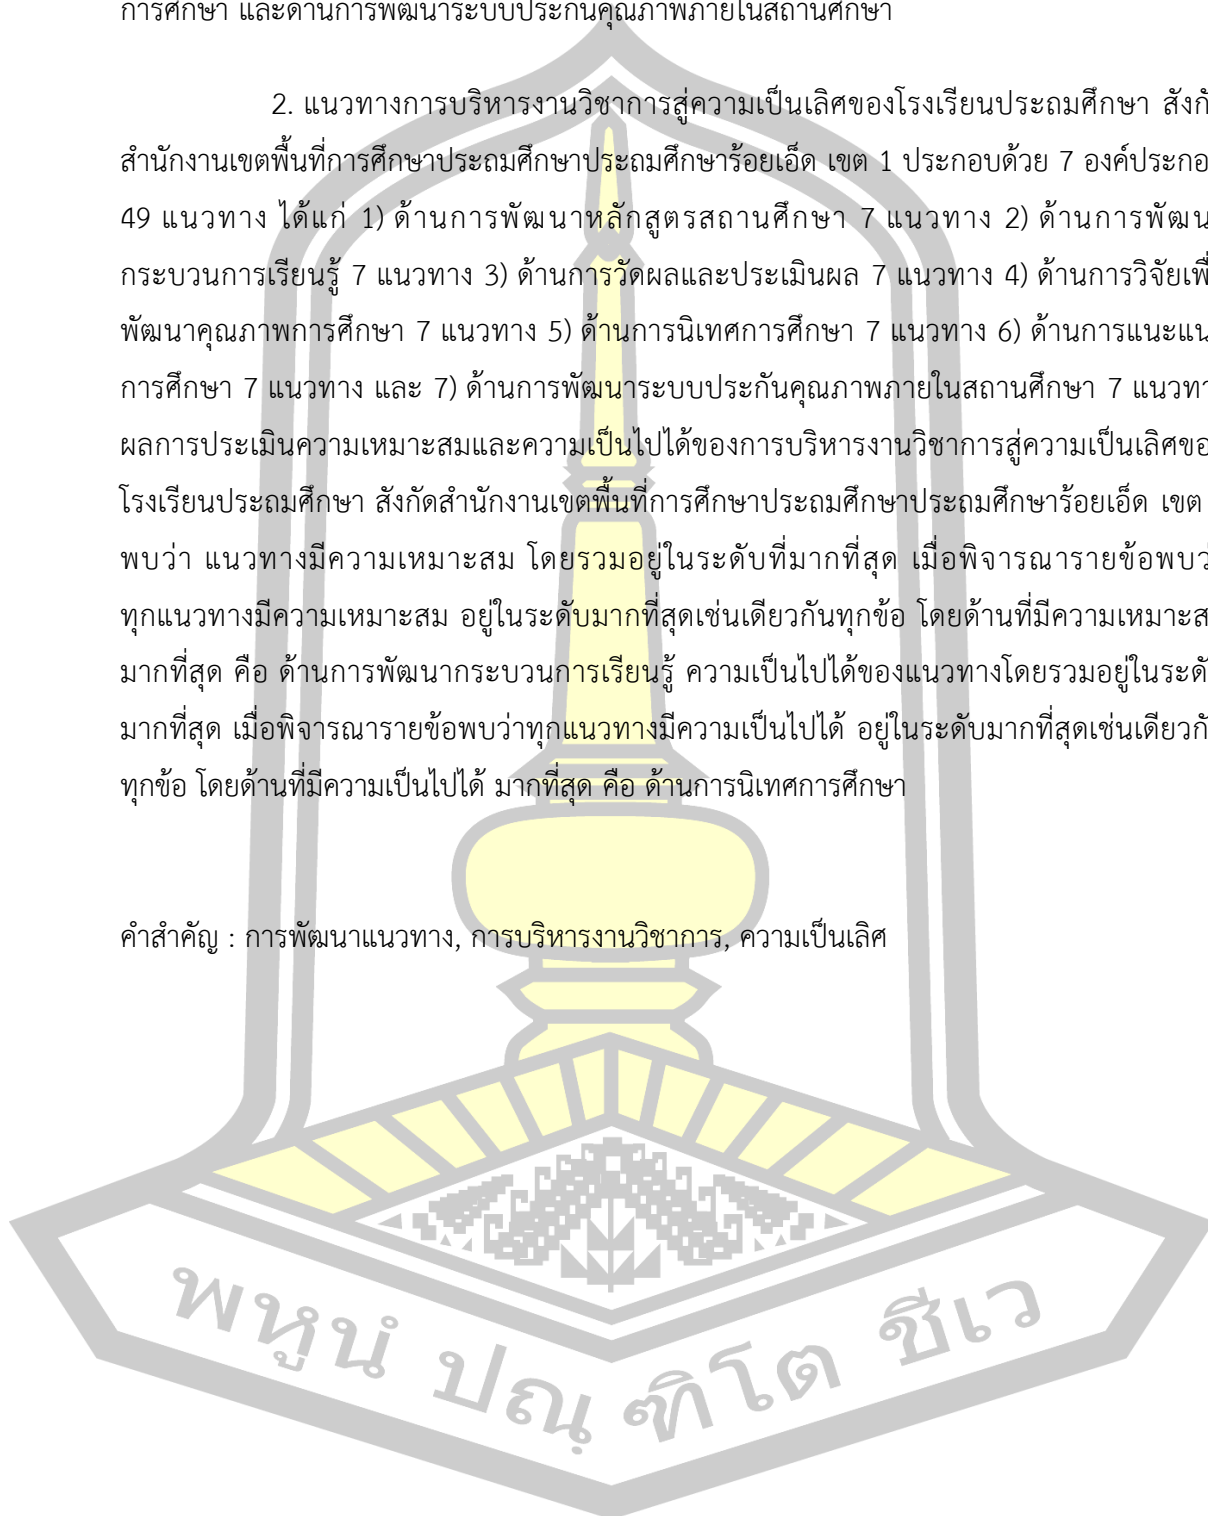 การศึกษา และด้านการพัฒนาระบบประกันคุณภาพภายในสถานศึกษา
2. แนวทางการบริหารงานวิชาการสู่ความเป็นเลิศของโรงเรียนประถมศึกษา สังกั
สำนักงานเขตพื้นที่การศึกษาประถมศึกษาประถมศึกษาร้อยเอ็ด เขต 1 ประกอบด้วย 7 องค์ประกอ
49 แนวทาง ได้แก่ 1) ด้านการพัฒนาหลักสูตรสถานศึกษา 7 แนวทาง 2) ด้านการพัฒน
กระบวนการเรียนรู้ 7 แนวทาง 3) ด้านการวัดผลและประเมินผล 7 แนวทาง 4) ด้านการวิจัยเพื่
พัฒนาคุณภาพการศึกษา 7 แนวทาง 5) ด้านการนิเทศการศึกษา 7 แนวทาง 6) ด้านการแนะแน
การศึกษา 7 แนวทาง และ 7) ด้านการพัฒนาระบบประกันคุณภาพภายในสถานศึกษา 7 แนวทา
ผลการประเมินความเหมาะสมและความเป็นไปได้ของการบริหารงานวิชาการสู่ความเป็นเลิศขอ
โรงเรียนประถมศึกษา สังกัดสำนักงานเขตพื้นที่การศึกษาประถมศึกษาประถมศึกษาร้อยเอ็ด เขต
พบว่า แนวทางมีความเหมาะสม โดยรวมอยู่ในระดับที่มากที่สุด เมื่อพิจารณารายข้อพบว่
ทุกแนวทางมีความเหมาะสม อยู่ในระดับมากที่สุดเช่นเดียวกันทุกข้อ โดยด้านที่มีความเหมาะส
มากที่สุด คือ ด้านการพัฒนากระบวนการเรียนรู้ ความเป็นไปได้ของแนวทางโดยรวมอยู่ในระดั
มากที่สุด เมื่อพิจารณารายข้อพบว่าทุกแนวทางมีความเป็นไปได้ อยู่ในระดับมากที่สุดเช่นเดียวกั
ทุกข้อ โดยด้านที่มีความเป็นไปได้ มากที่สุด คือ ด้านการนิเทศการศึกษา
คำสำคัญ : การพัฒนาแนวทาง, การบริหารงานวิชาการ, ความเป็นเลิศ
พหูนํ ปณฺฑิโต ชีเว